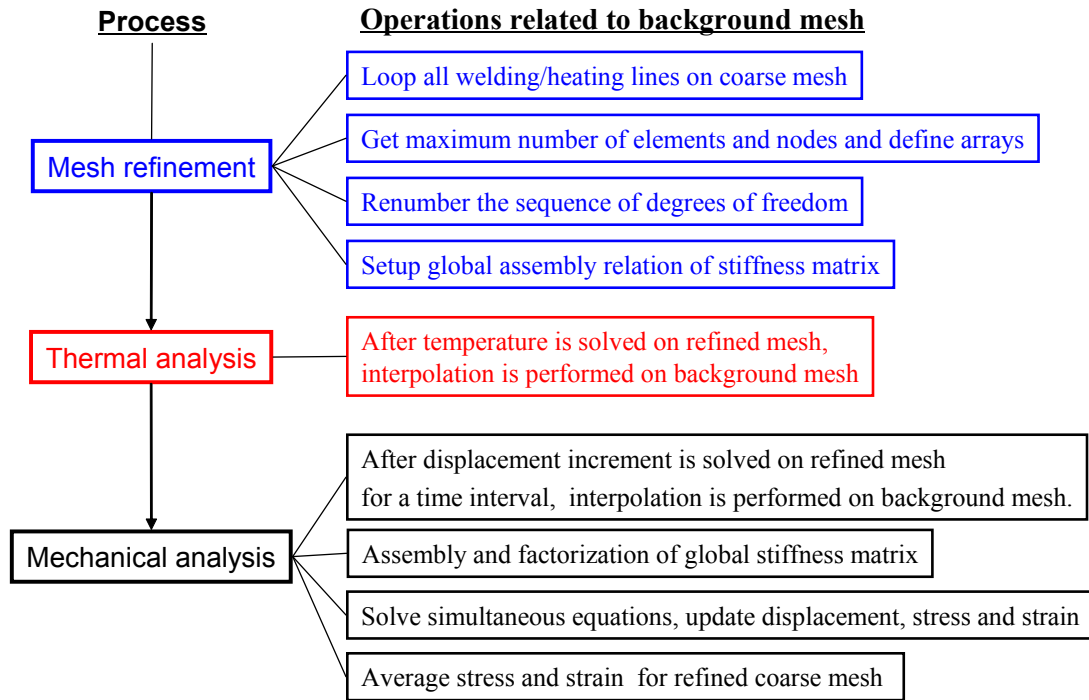 Process
Operations related to background mesh
Loop all welding/heating lines on coarse mesh
Get maximum number of elements and nodes and define arrays
Mesh refinement
Renumber the sequence of degrees of freedom
Setup global assembly relation of stiffness matrix
Thermal analysis
After temperature is solved on refined mesh,
interpolation is performed on background mesh
After displacement increment is solved on refined mesh
for a time interval, interpolation is performed on background mesh.
Mechanical analysis
Assembly and factorization of global stiffness matrix
Solve simultaneous equations, update displacement, stress and strain
Average stress and strain for refined coarse mesh